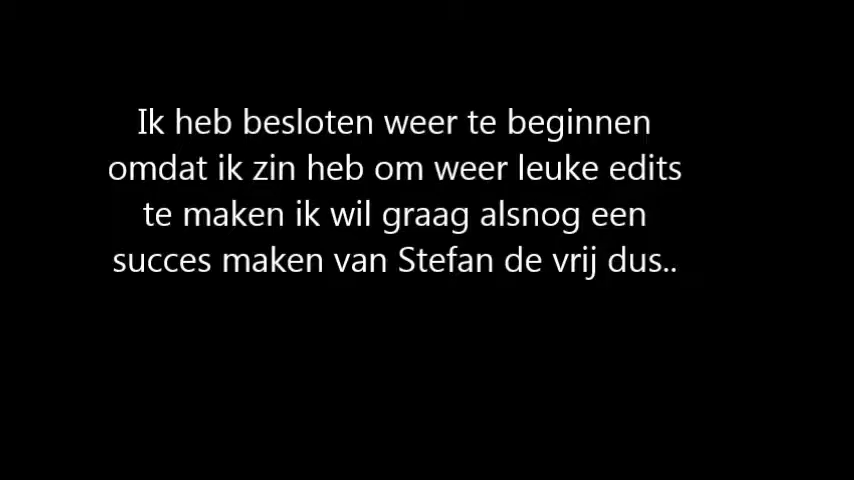 Ik heb besloten weer te beginnen
omdat ik zin heb om weer leuke edits
te maken ik wil graag alsnog een
succes maken van Stefan de vrij dus..